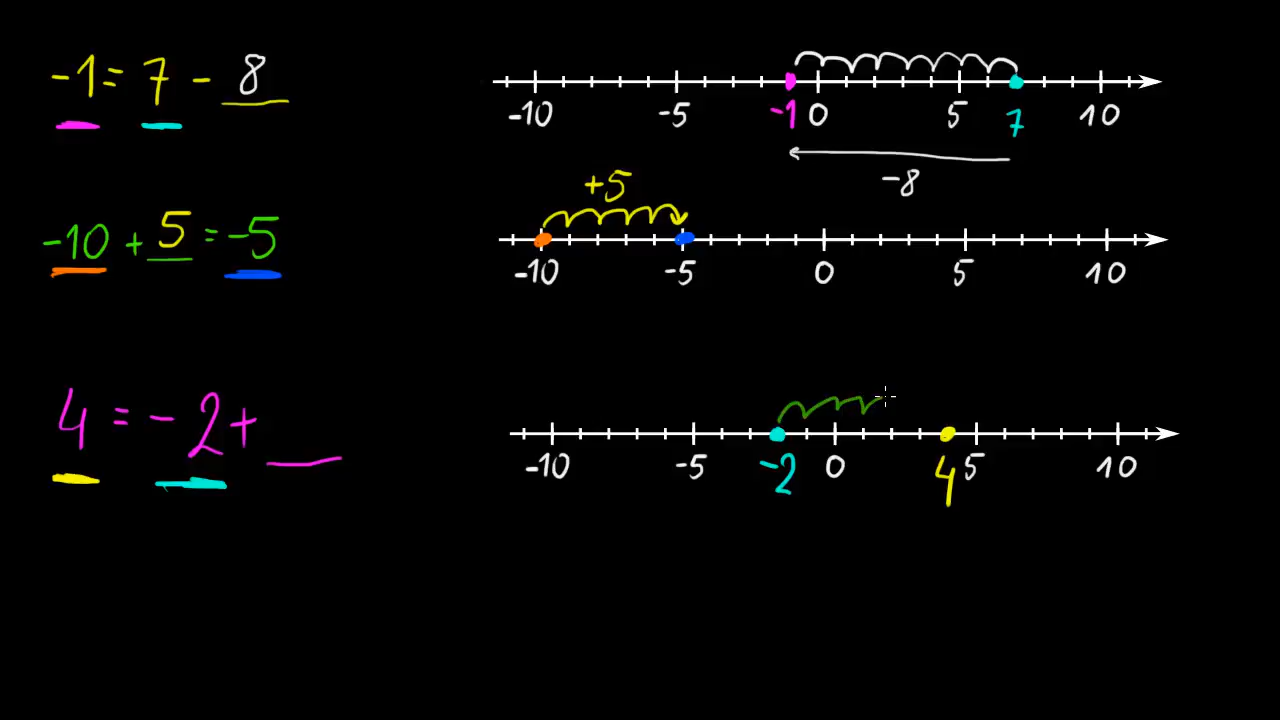 -1 = 7 - 8
-10 -5 0 5 10
-1 7
-8
+5
-10 + 5 = -5
-10 -5 0 5 10
4 = -2 + __
-10 -5 0 5 10
-2 4